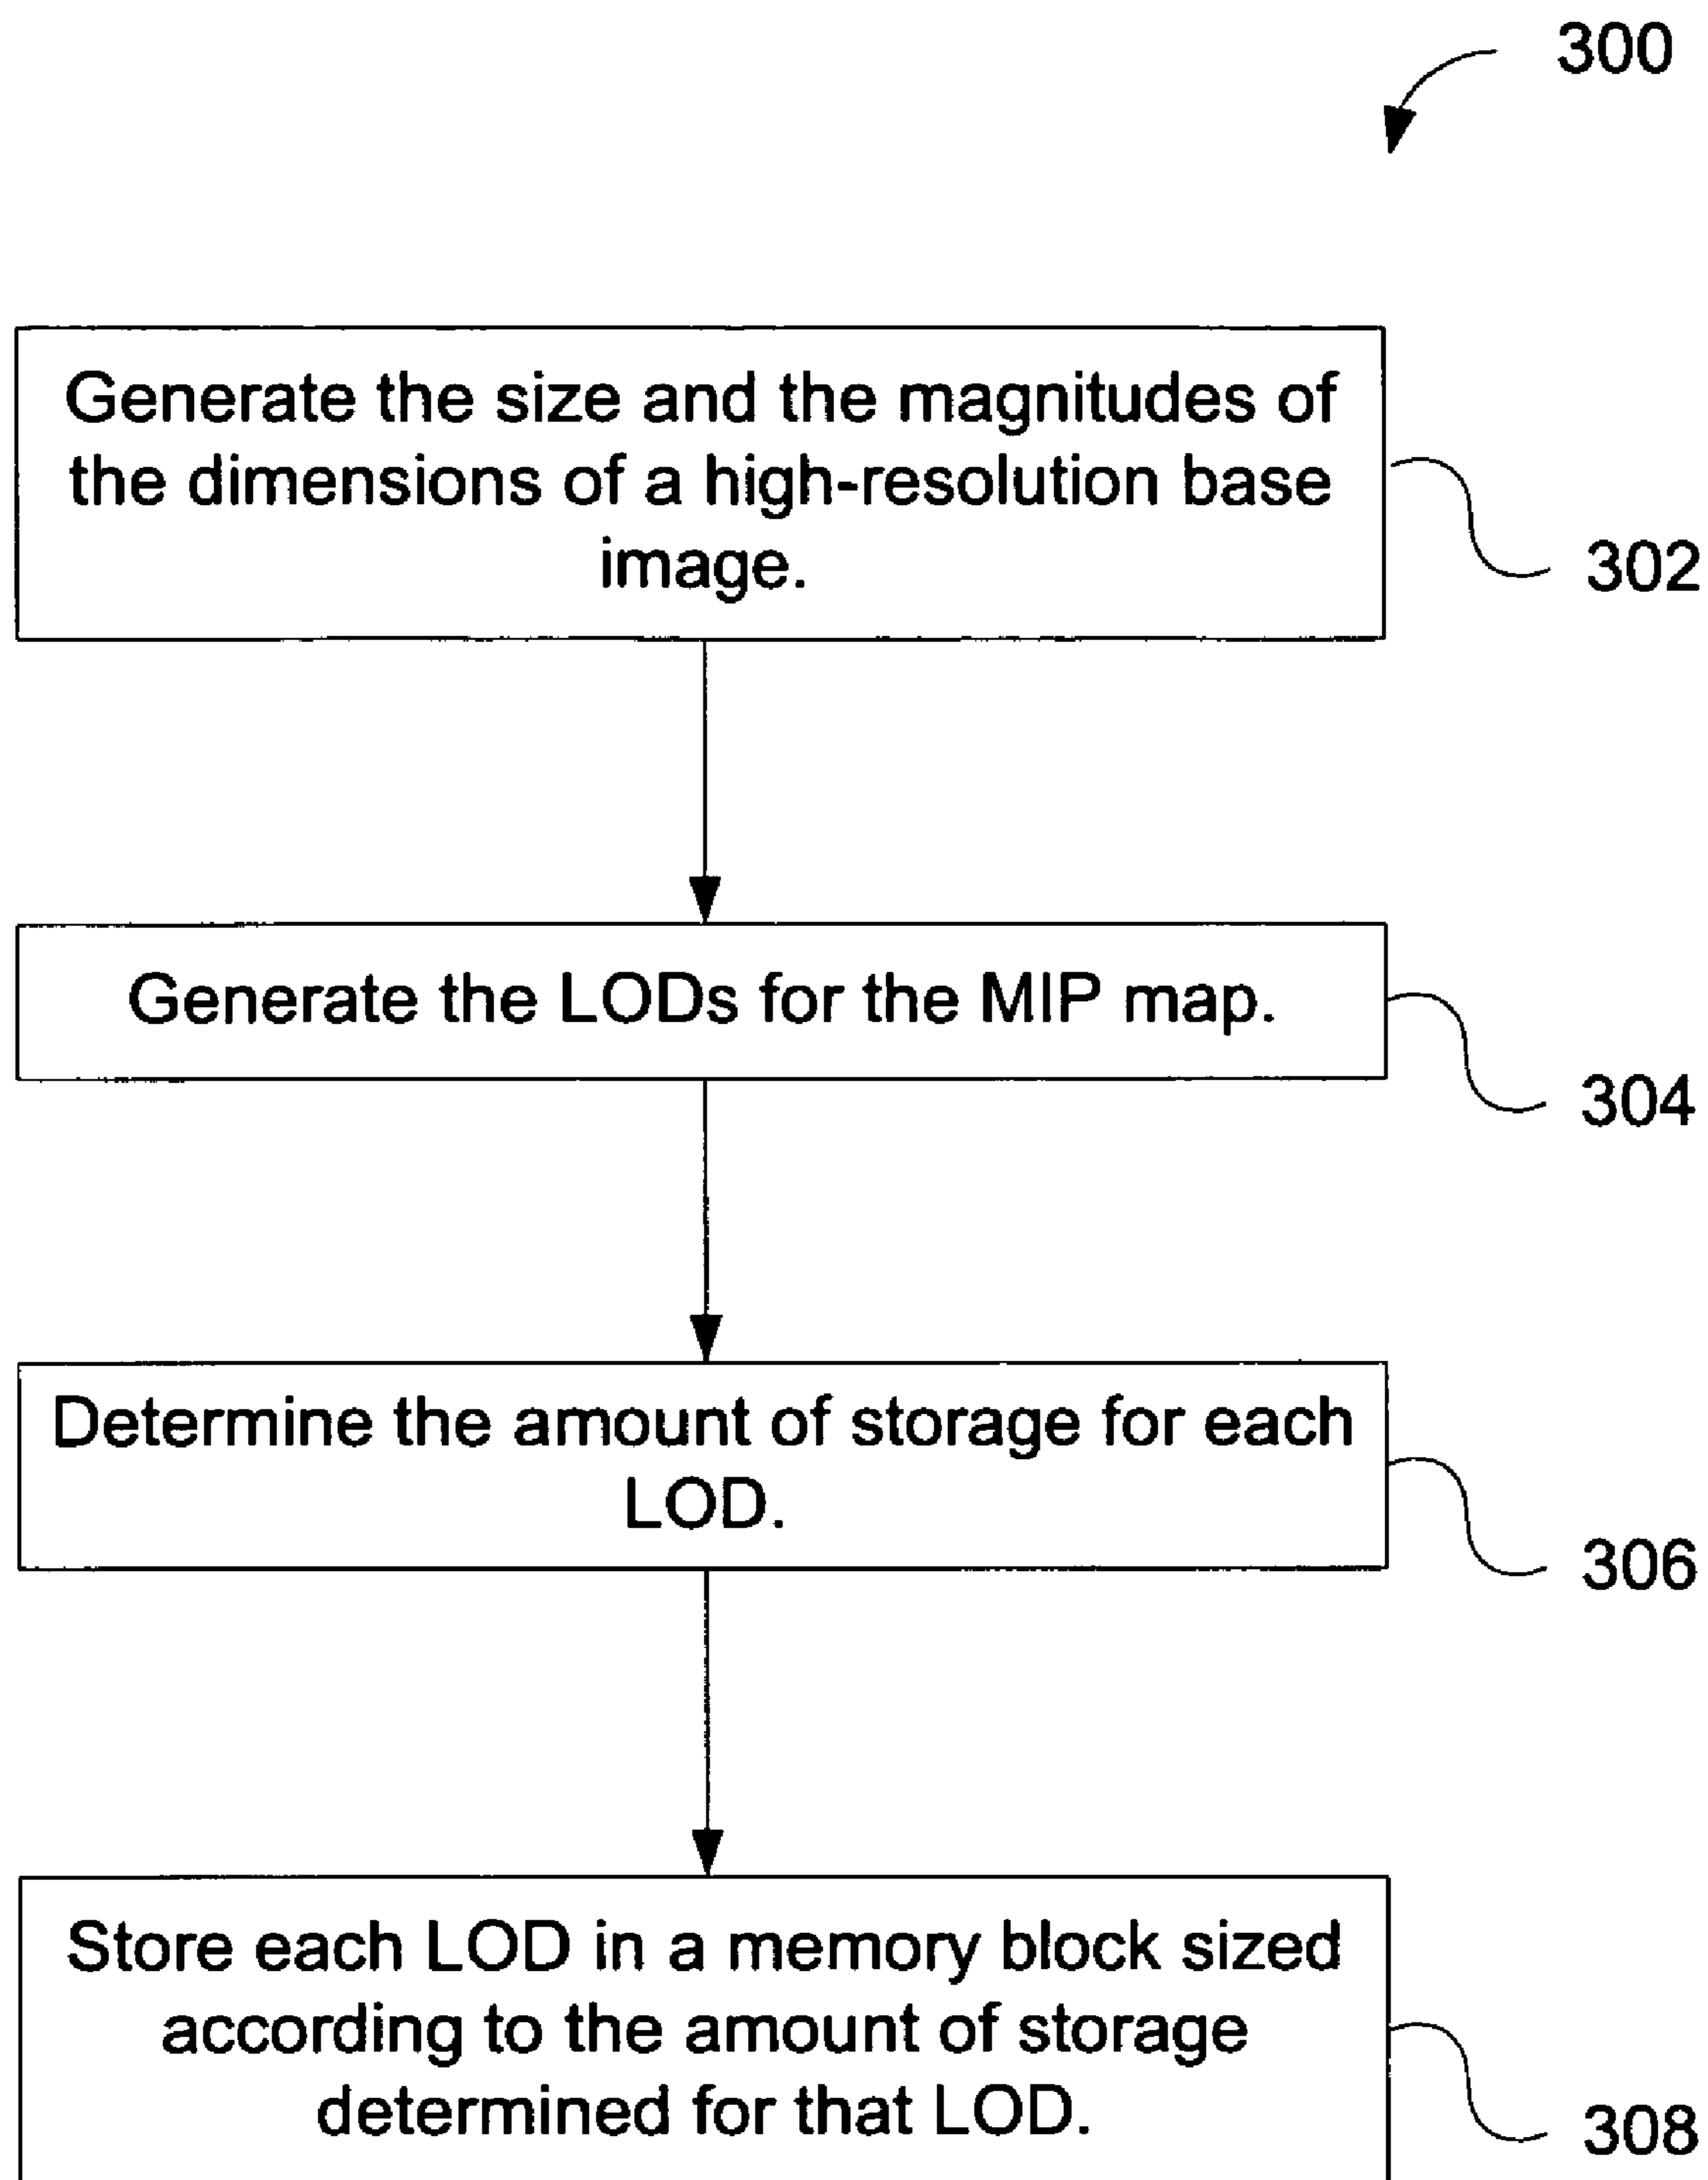 300
Generate the size and the magnitudes of
the dimensions of a high-resolution base
image.
302
Generate the LODs for the MIP map.
304
Determine the amount of storage for each
LOD.
306
Store each LOD in a memory block sized
according to the amount of storage
determined for that LOD.
308